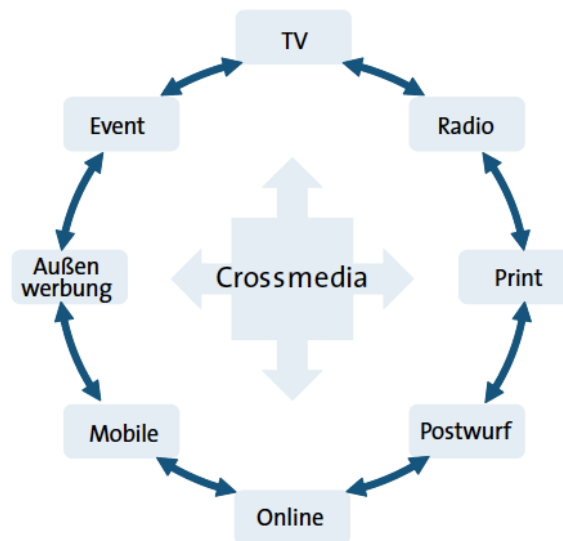 TV
Event
Radio
Außen
werbung
Crossmedia
Print
Mobile
Postwurf
Online